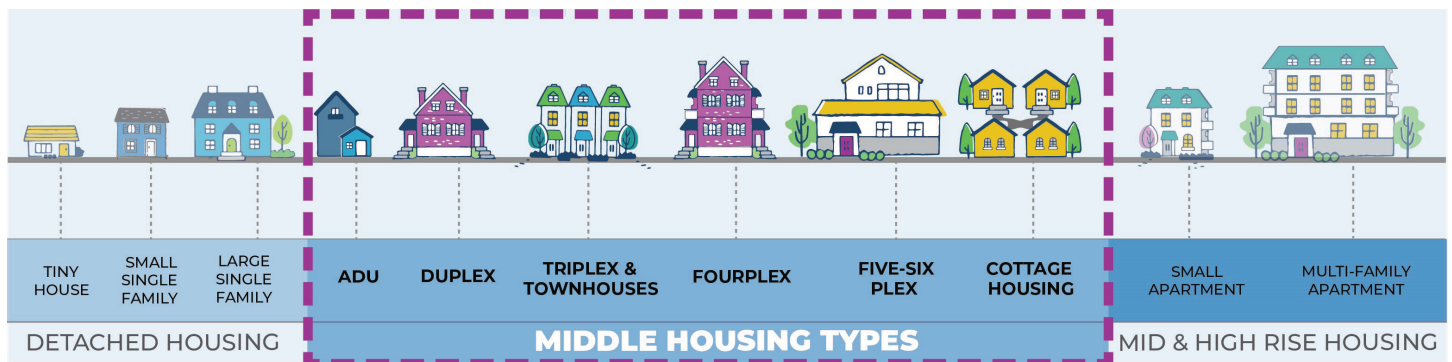 TINY
HOUSE
SMALL
SINGLE
FAMILY
LARGE
SINGLE
FAMILY
ADU
DUPLEX
TRIPLEX &
TOWNHOUSES
FOURPLEX
FIVE-SIX
PLEX
COTTAGE
HOUSING
SMALL
APARTMENT
MULTI-FAMILY
APARTMENT
DETACHED HOUSING
MIDDLE HOUSING TYPES
MID & HIGH RISE HOUSING